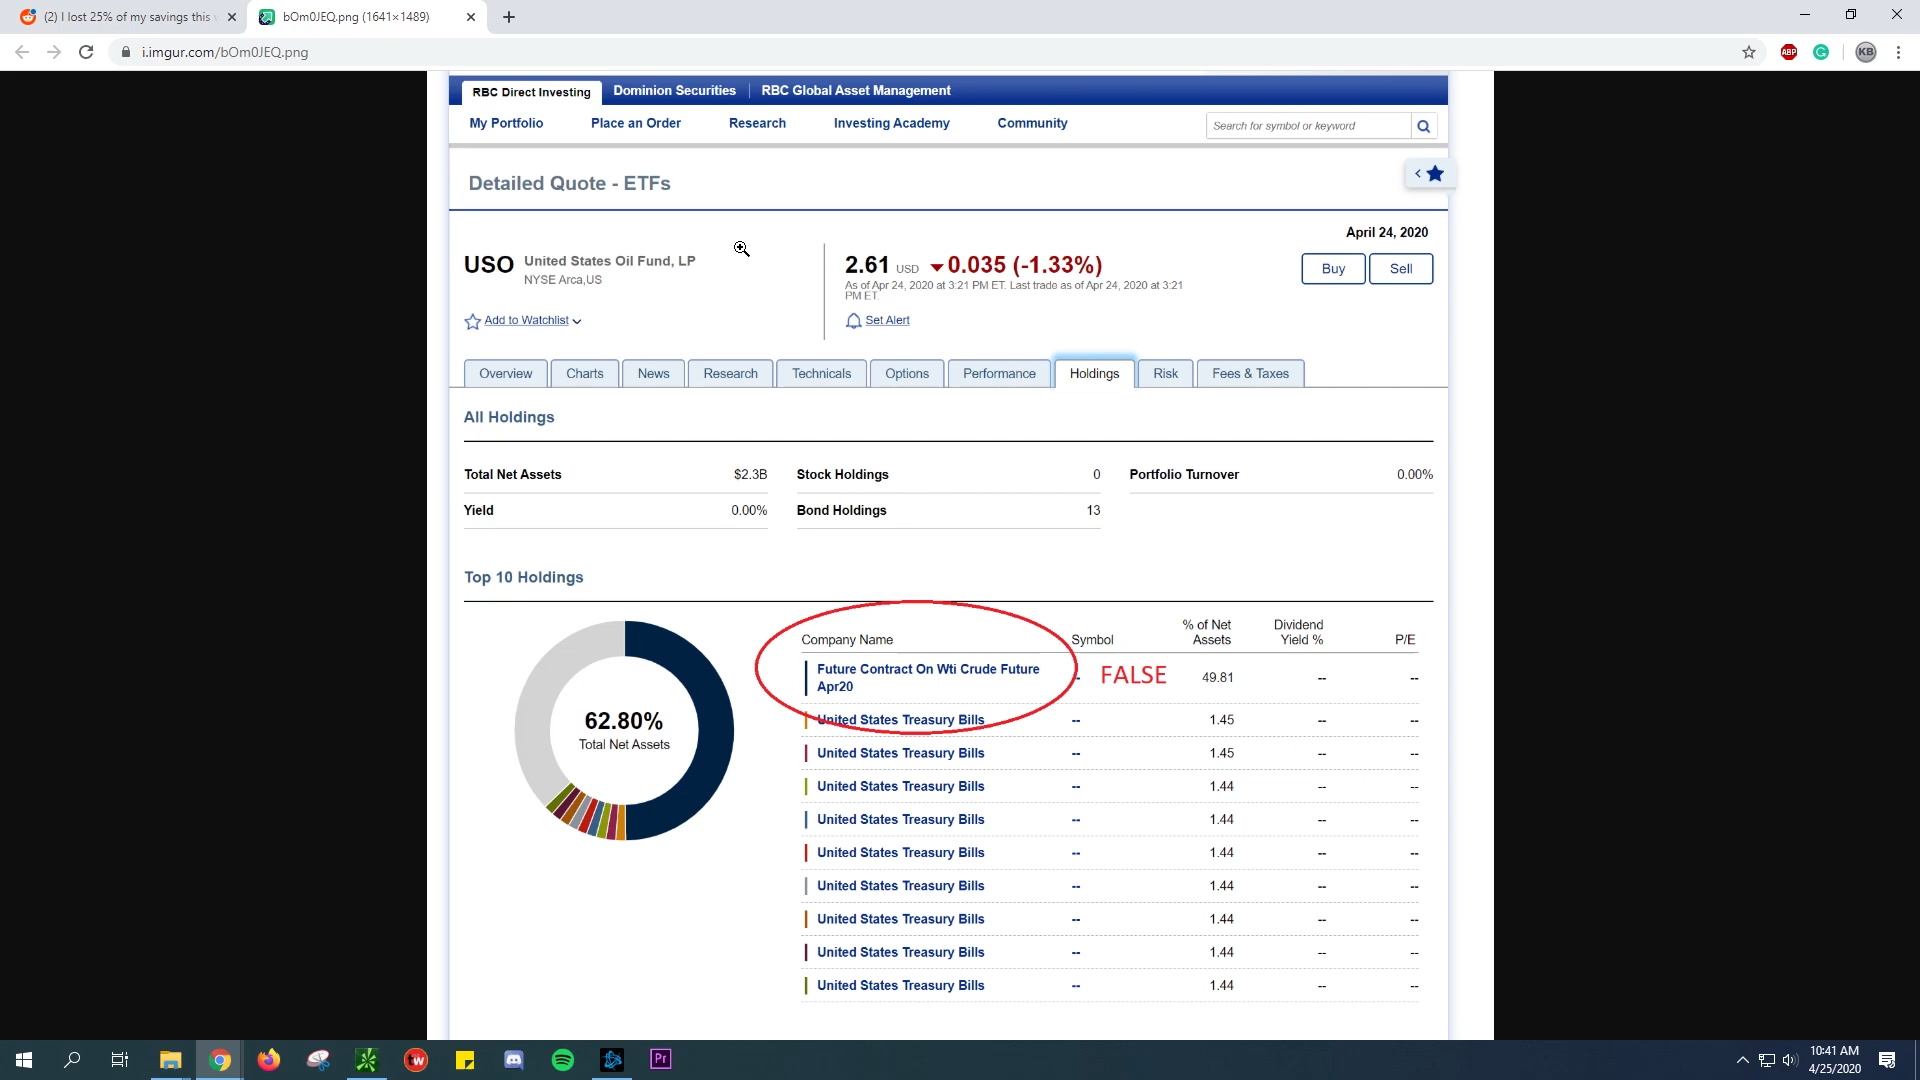 (2) I lost 25% of my savings this
bOm0JEQ.png (1641×1489)
i.imgur.com/bOm0JEQ.png
ABP
KB
RBC Direct Investing
Dominion Securities
RBC Global Asset Management
My Portfolio
Place an Order
Research
Investing Academy
Community
Search for symbol or keyword
Detailed Quote - ETFs
April 24, 2020
USO United States Oil Fund, LP
NYSE Arca,US
2.61 USD 0.035 (-1.33%)
As of Apr 24, 2020 at 3:21 PM ET. Last trade as of Apr 24, 2020 at 3:21
PM ET.
Buy
Sell
Add to Watchlist
Set Alert
Overview
Charts
News
Research
Technicals
Options
Performance
Holdings
Risk
Fees & Taxes
All Holdings
Total Net Assets $2.3B
Stock Holdings 0
Portfolio Turnover 0.00%
Yield 0.00%
Bond Holdings 13
Top 10 Holdings
62.80%
Total Net Assets
Company Name
Symbol
% of Net
Assets
Dividend
Yield %
P/E
Future Contract On Wti Crude Future
Apr20
-- FALSE 49.81 -- --
United States Treasury Bills -- 1.45 -- --
United States Treasury Bills -- 1.45 -- --
United States Treasury Bills -- 1.44 -- --
United States Treasury Bills -- 1.44 -- --
United States Treasury Bills -- 1.44 -- --
United States Treasury Bills -- 1.44 -- --
United States Treasury Bills -- 1.44 -- --
United States Treasury Bills -- 1.44 -- --
United States Treasury Bills -- 1.44 -- --
tw
Pr
10:41 AM
4/25/2020